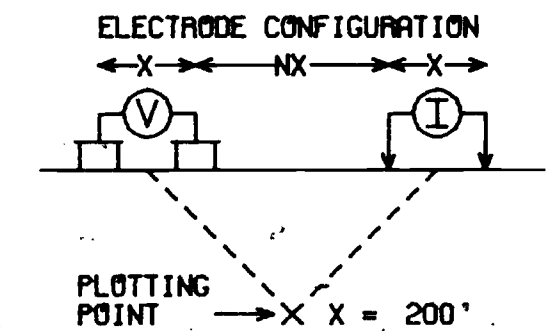 ELECTRODE CONFIGURATION
X NX X
V I
PLOTTING
POINT X X = 200'